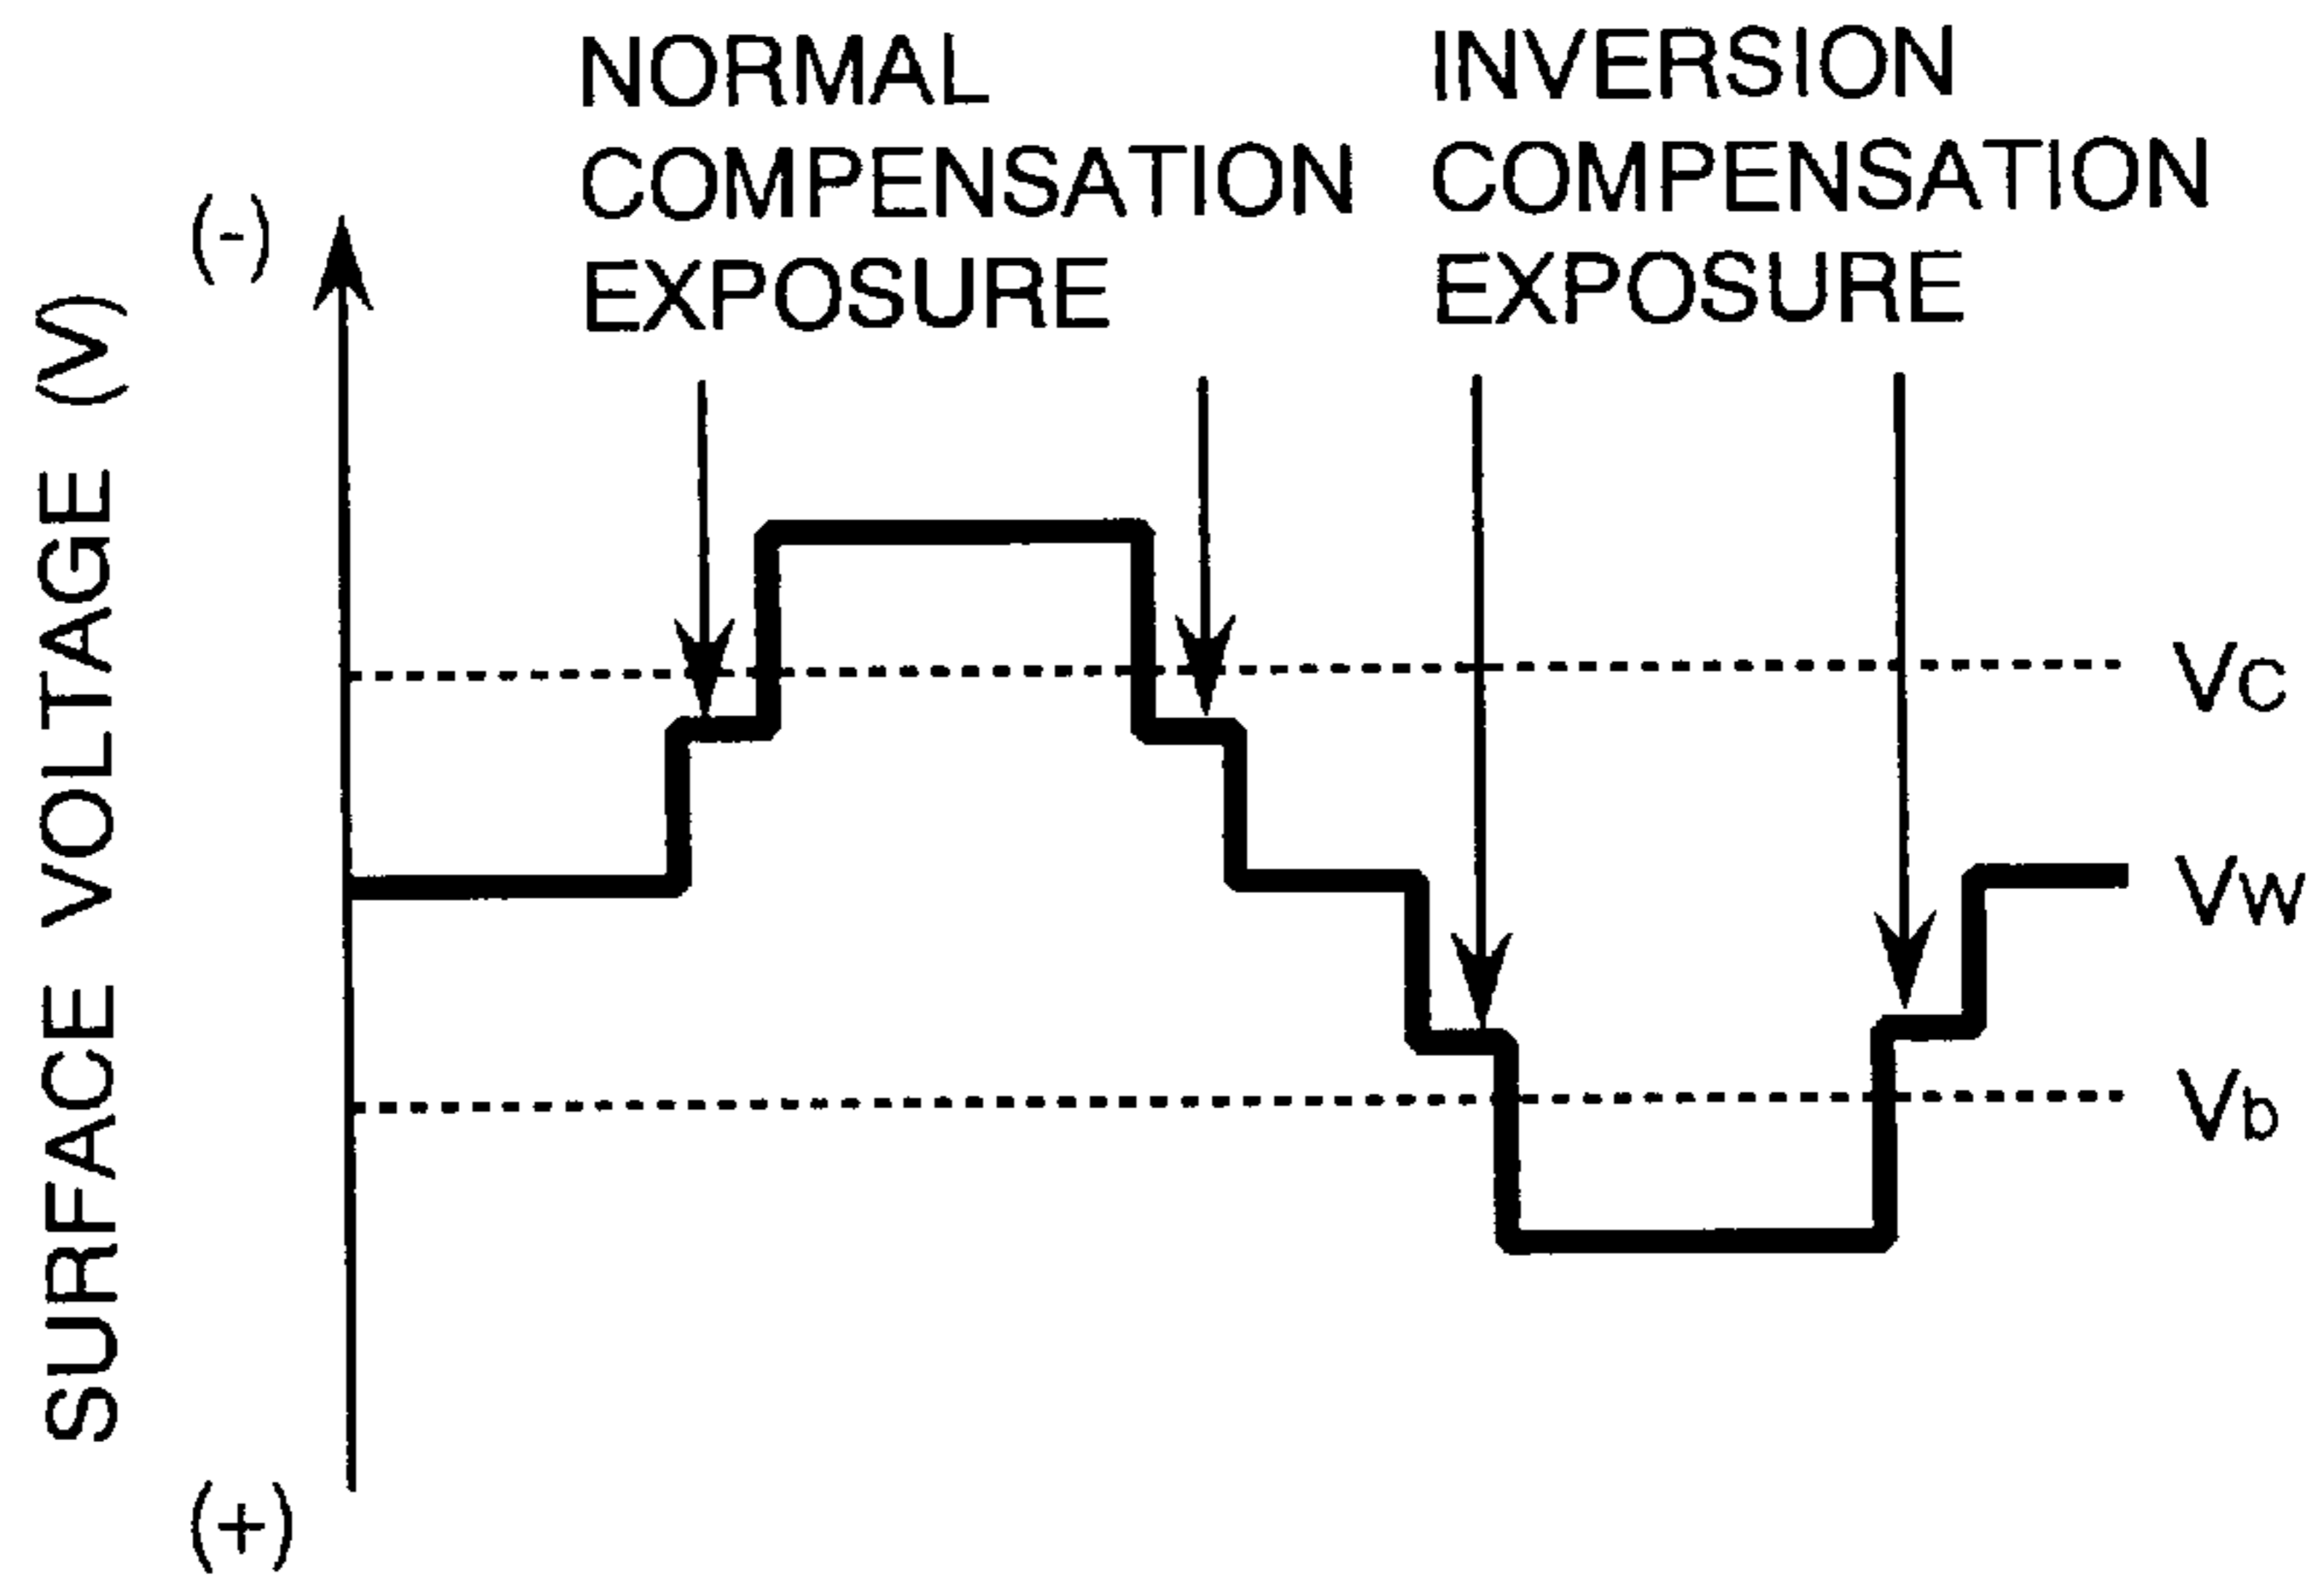 NORMAL
COMPENSATION
EXPOSURE
INVERSION
COMPENSATION
EXPOSURE
(-)
SURFACE VOLTAGE (V)
(+)
Vc
Vw
Vb